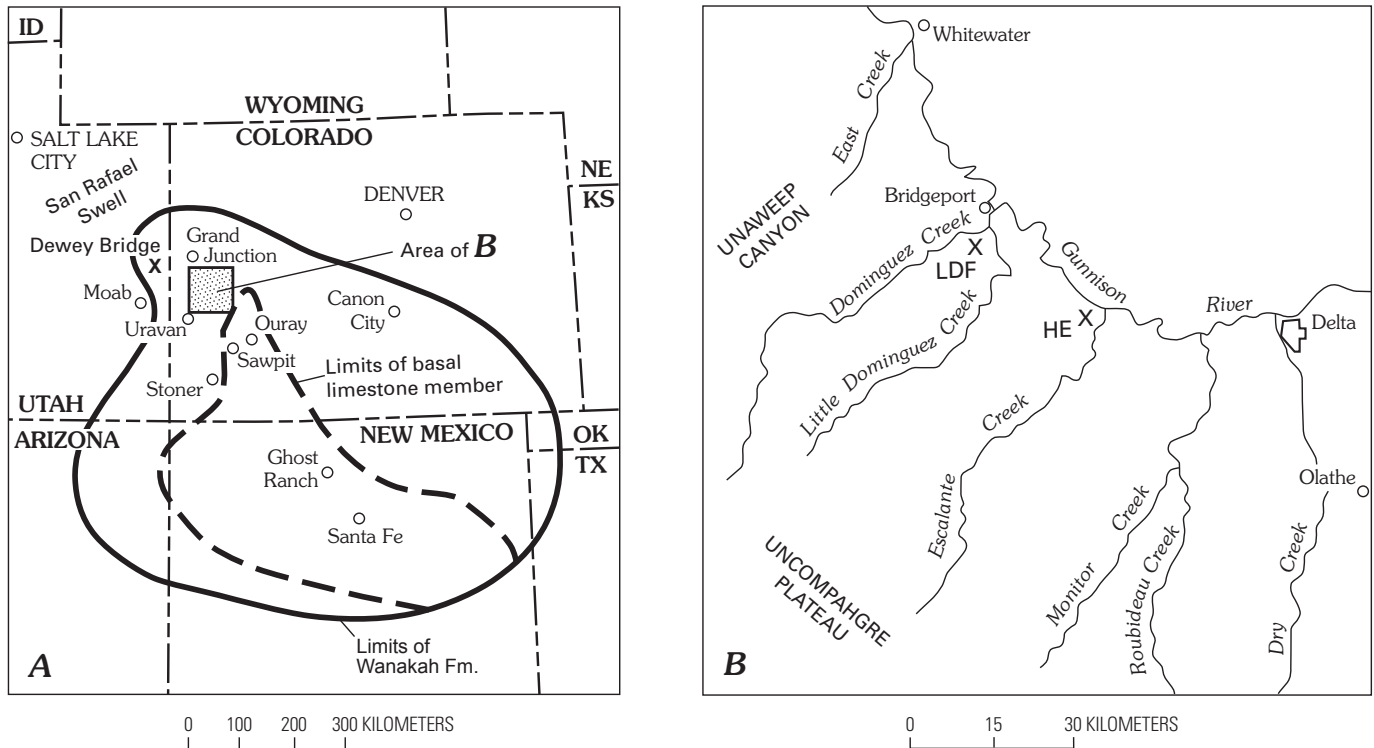 ID
WYOMING
COLORADO
SALT LAKE
CITY
San Rafael
Swell
NE
KS
DENVER
Dewey Bridge
X
Grand
Junction
Area of B
Moab
Canon
City
Uravan
Ouray
Sawpit
Stoner
Limits of basal
limestone member
UTAH
ARIZONA
NEW MEXICO
OK
TX
Ghost
Ranch
Santa Fe
Limits of
Wanakah Fm.
A
0 100 200 300 KILOMETERS
Whitewater
East Creek
Bridgeport
UNAWEEP
CANYON
Dominguez Creek
X
LDF
Gunnison River
HE X
Delta
Little Dominguez Creek
Escalante Creek
Olathe
Monitor Creek
Roubideau Creek
Dry Creek
UNCOMPAHGRE
PLATEAU
B
0 15 30 KILOMETERS